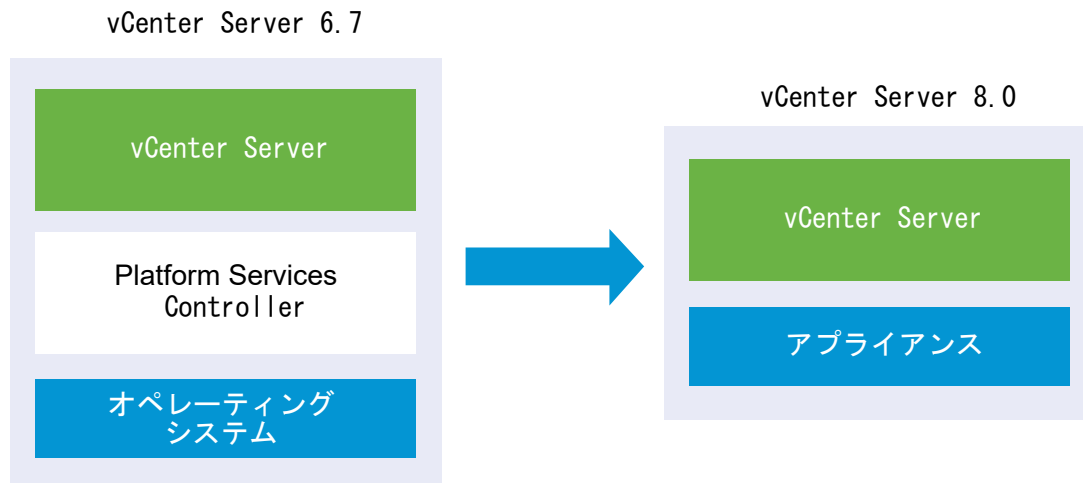 vCenter Server 6.7
vCenter Server
Platform Services
Controller
オペレーティング
システム
vCenter Server 8.0
vCenter Server
アプライアンス